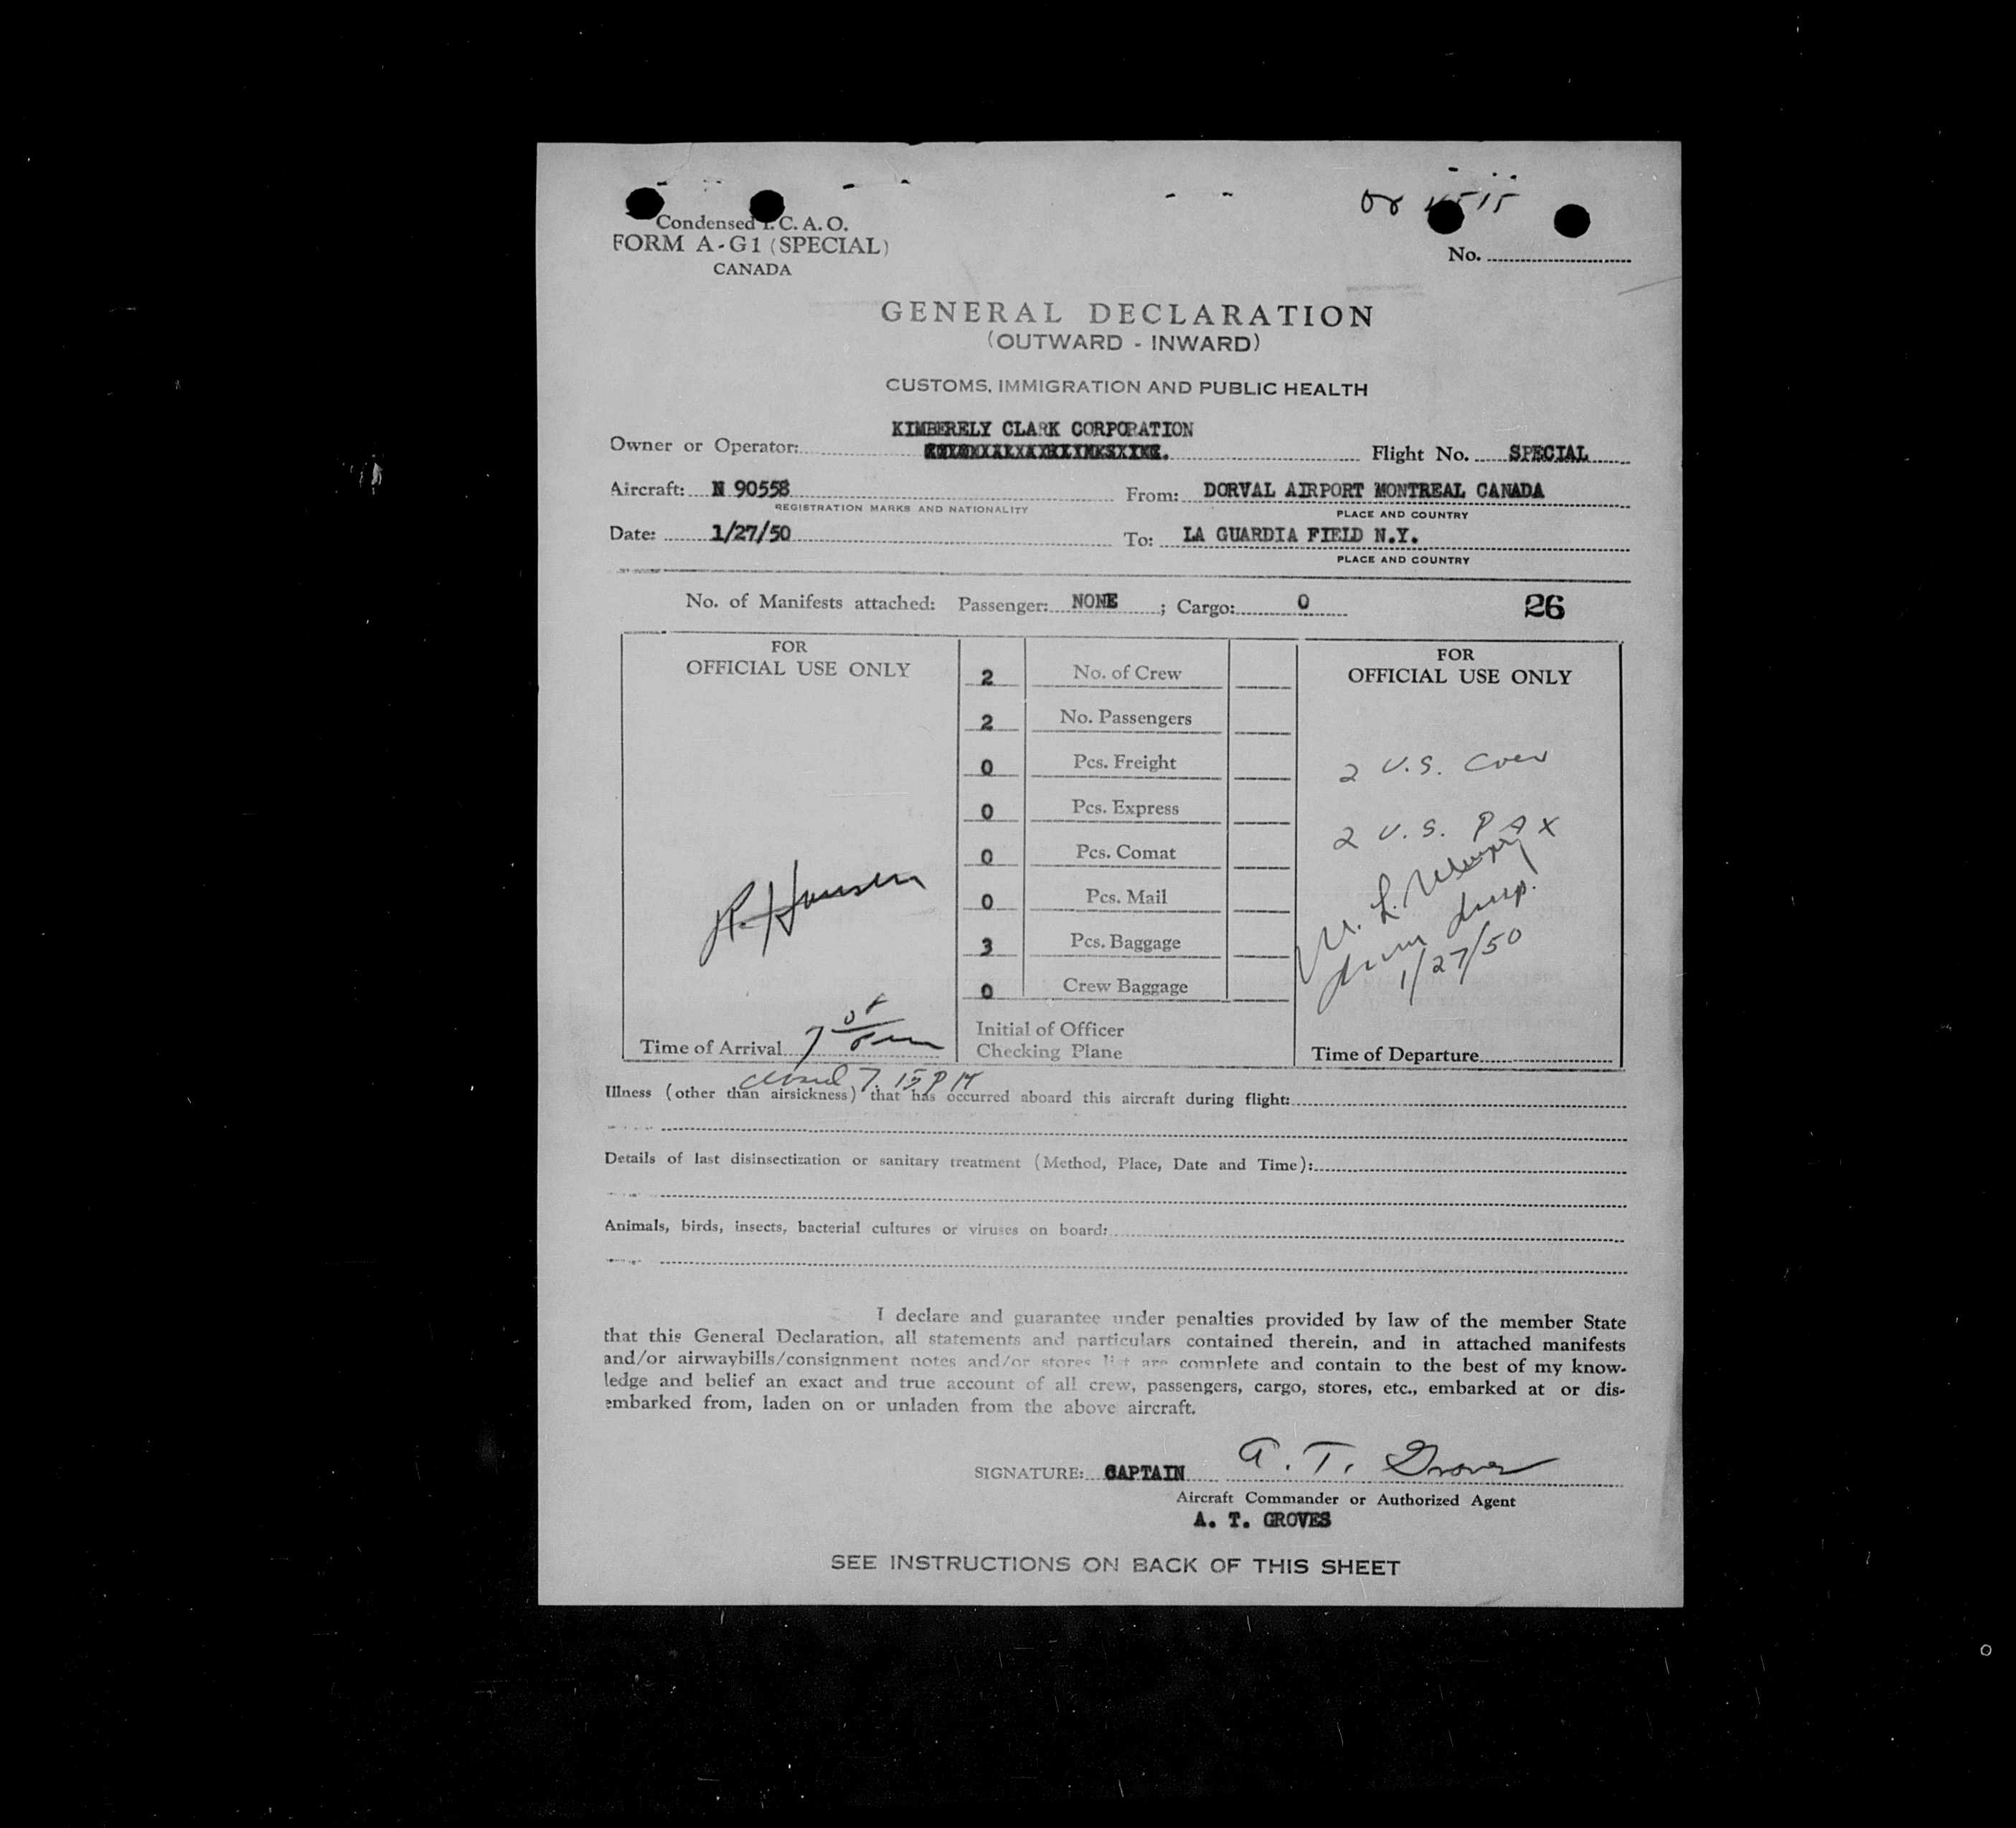 Condensed I. C. A. O.
FORM A-G1 (SPECIAL)
CANADA
No.
GENERAL DECLARATION
(OUTWARD - INWARD)
CUSTOMS, IMMIGRATION AND PUBLIC HEALTH
KIMBERELY CLARK CORPORATION
Owner or Operator: Flight No. SPECIAL
Aircraft: N 90558 From: DORVAL AIRPORT MONTREAL CANADA
REGISTRATION MARKS AND NATIONALITY PLACE AND COUNTRY
Date: 1/27/50 To: LA GUARDIA FIELD N.Y.
PLACE AND COUNTRY
No. of Manifests attached: Passenger: NONE ; Cargo: 0 26
FOR
OFFICIAL USE ONLY
R. Hansen
Time of Arrival 7
2 No. of Crew
2 No. Passengers
0 Pcs. Freight
0 Pcs. Express
0 Pcs. Comat
0 Pcs. Mail
3 Pcs. Baggage
0 Crew Baggage
Initial of Officer
Checking Plane
FOR
OFFICIAL USE ONLY
2 U.S. Crew
2 U.S. PAX
Imm Insp.
1/27/50
Time of Departure
7.15 PM
Illness (other than airsickness) that has occurred aboard this aircraft during flight:
Details of last disinsectization or sanitary treatment (Method, Place, Date and Time):
Animals, birds, insects, bacterial cultures or viruses on board:
I declare and guarantee under penalties provided by law of the member State
that this General Declaration, all statements and particulars contained therein, and in attached manifests
and/or airwaybills/consignment notes and/or stores list are complete and contain to the best of my know-
ledge and belief an exact and true account of all crew, passengers, cargo, stores, etc., embarked at or dis-
embarked from, laden on or unladen from the above aircraft.
SIGNATURE: CAPTAIN A. T. Groves
Aircraft Commander or Authorized Agent
A. T. GROVES
SEE INSTRUCTIONS ON BACK OF THIS SHEET